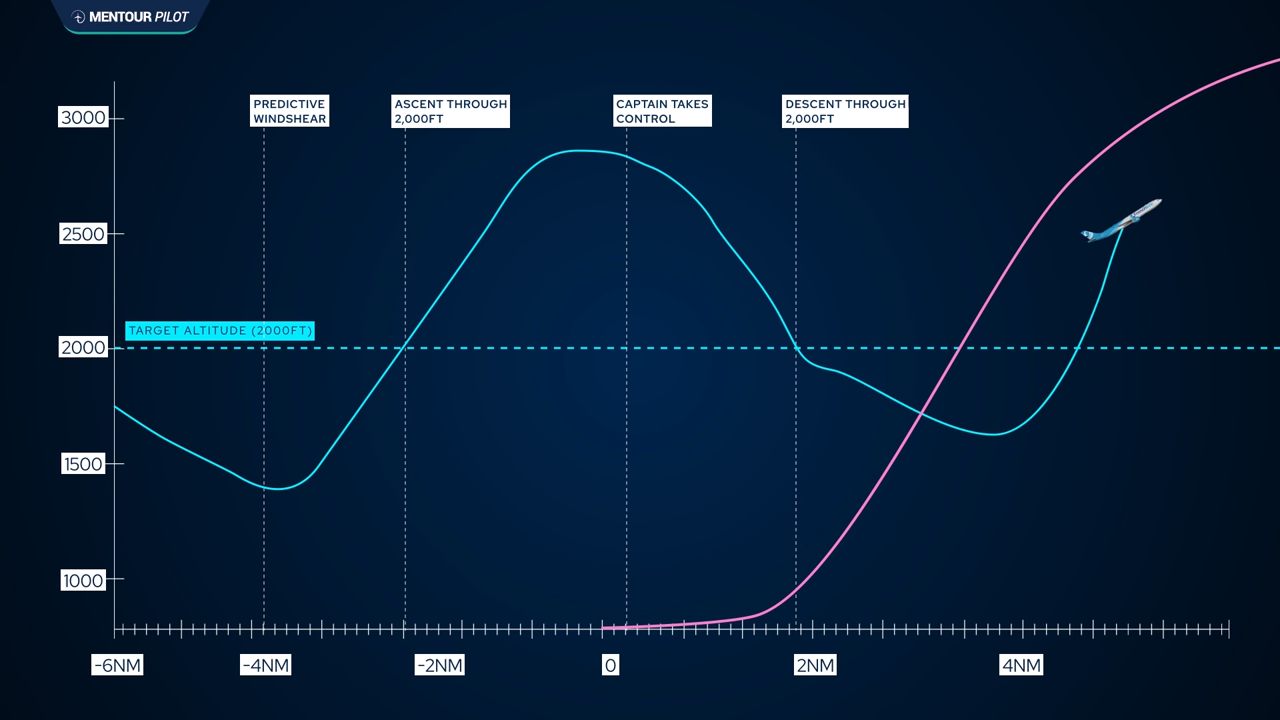 MENTOUR PILOT
PREDICTIVE
WINDSHEAR
ASCENT THROUGH
2,000FT
CAPTAIN TAKES
CONTROL
DESCENT THROUGH
2,000FT
3000
2500
TARGET ALTITUDE (2000FT)
2000
1500
1000
-6NM
-4NM
-2NM
0
2NM
4NM